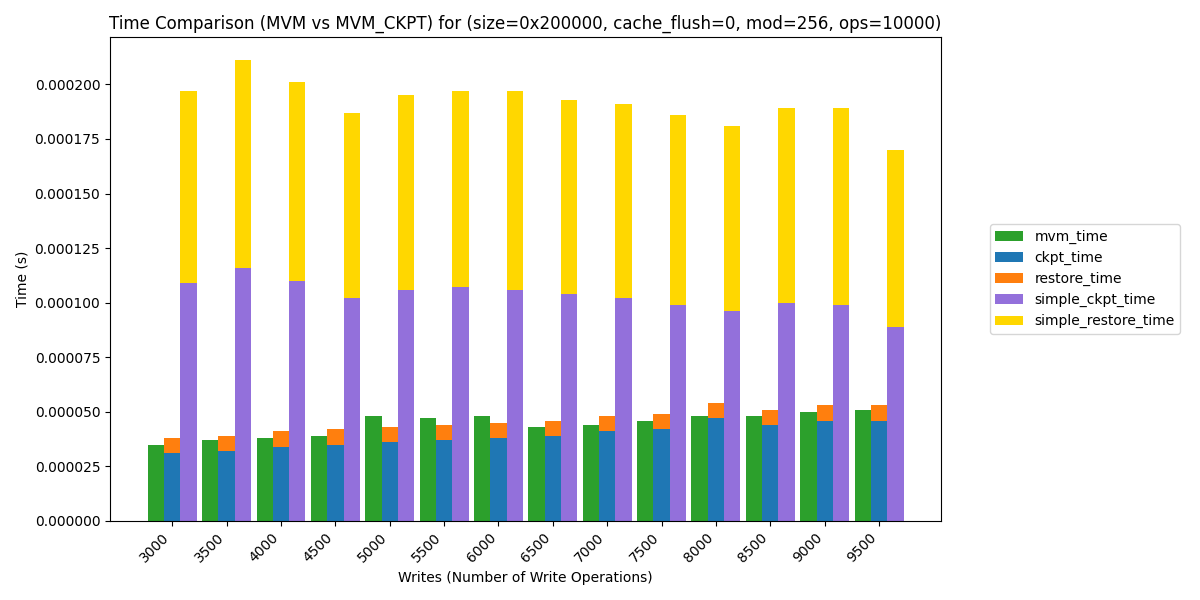 Time Comparison (MVM vs MVM_CKPT) for (size=0x200000, cache_flush=0, mod=256, ops=10000)
Time (s)
0.000200
0.000175
0.000150
0.000125
0.000100
0.000075
0.000050
0.000025
0.000000
3000
3500
4000
4500
5000
5500
6000
6500
7000
7500
8000
8500
9000
9500
Writes (Number of Write Operations)
mvm_time
ckpt_time
restore_time
simple_ckpt_time
simple_restore_time